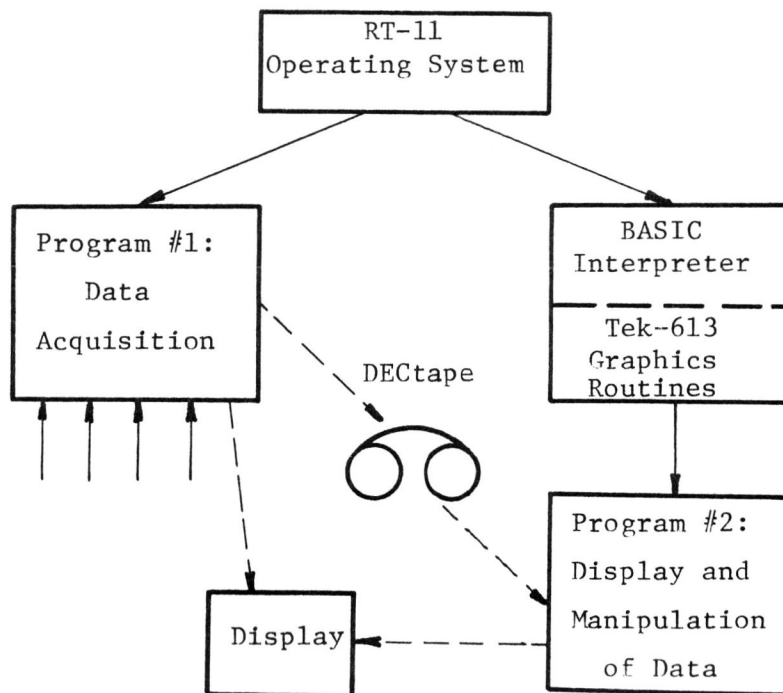 RT-11
Operating System
Program #1:
Data
Acquisition
BASIC
Interpreter
Tek-613
Graphics
Routines
DECtape
Program #2:
Display and
Manipulation
of Data
Display